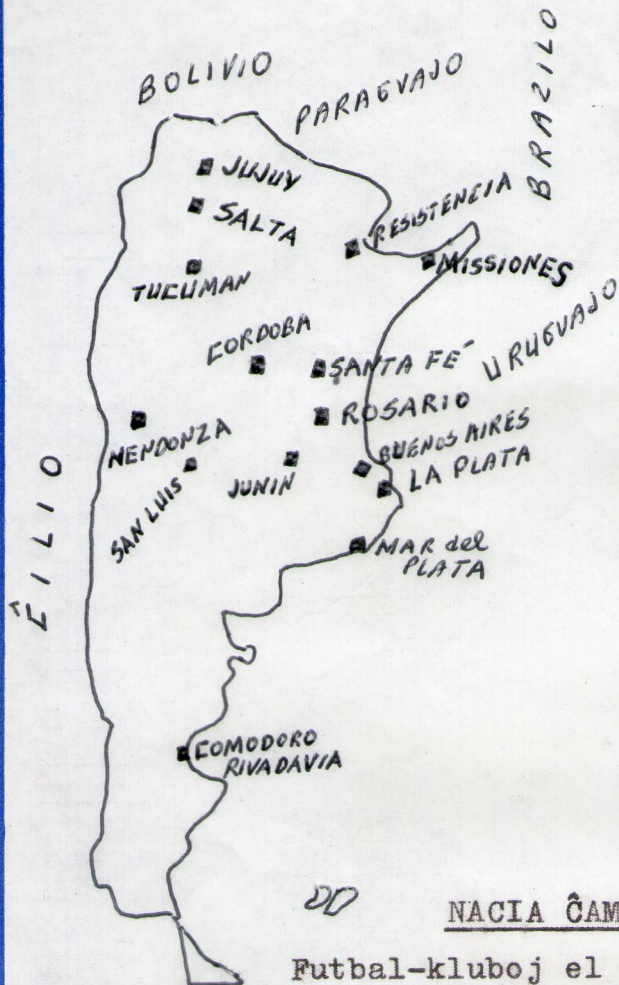 BOLIVIO
PARAGVAJO
BRAZILO
JUJUY
SALTA
RESISTENCIA
MISSIONES
TUCUMAN
URUGVAJO
CORDOBA
SANTA FÉ
ROSARIO
MENDONZA
BUENOS AIRES
LA PLATA
SAN LUIS
JUNIN
MAR del
PLATA
ĈILIO
COMODORO
RIVADAVIA
NACIA ĈAM
Futbal-kluboj el